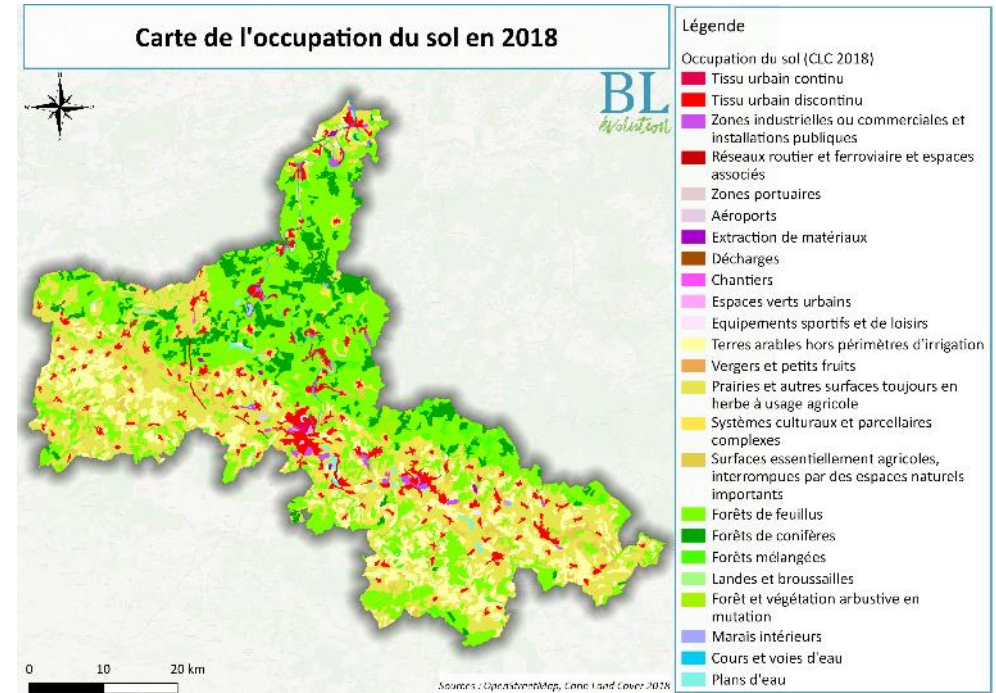 Carte de l'occupation du sol en 2018
BL
évolution
Légende
Occupation du sol (CLC 2018)
Tissu urbain continu
Tissu urbain discontinu
Zones industrielles ou commerciales et
installations publiques
Réseaux routier et ferroviaire et espaces
associés
Zones portuaires
Aéroports
Extraction de matériaux
Décharges
Chantiers
Espaces verts urbains
Equipements sportifs et de loisirs
Terres arables hors périmètres d'irrigation
Vergers et petits fruits
Prairies et autres surfaces toujours en
herbe à usage agricole
Systèmes culturaux et parcellaires
complexes
Surfaces essentiellement agricoles,
interrompues par des espaces naturels
importants
Forêts de feuillus
Forêts de conifères
Forêts mélangées
Landes et broussailles
Forêt et végétation arbustive en
mutation
Marais intérieurs
Cours et voies d'eau
Plans d'eau
0 10 20 km
Sources : OpenStreetMap, Land Cover 2018